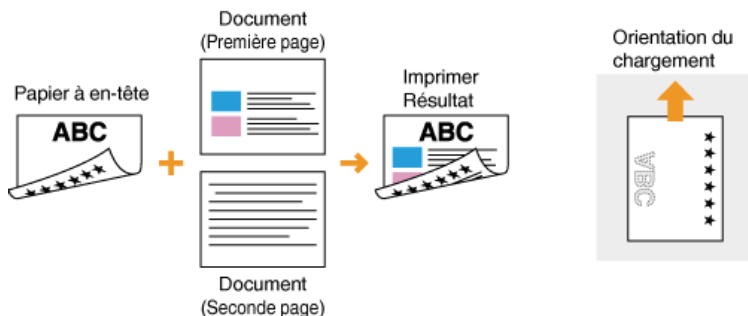 Document
(Première page)
Papier à en-tête
ABC
Imprimer
Résultat
ABC
Document
(Seconde page)
Orientation du
chargement
ABC